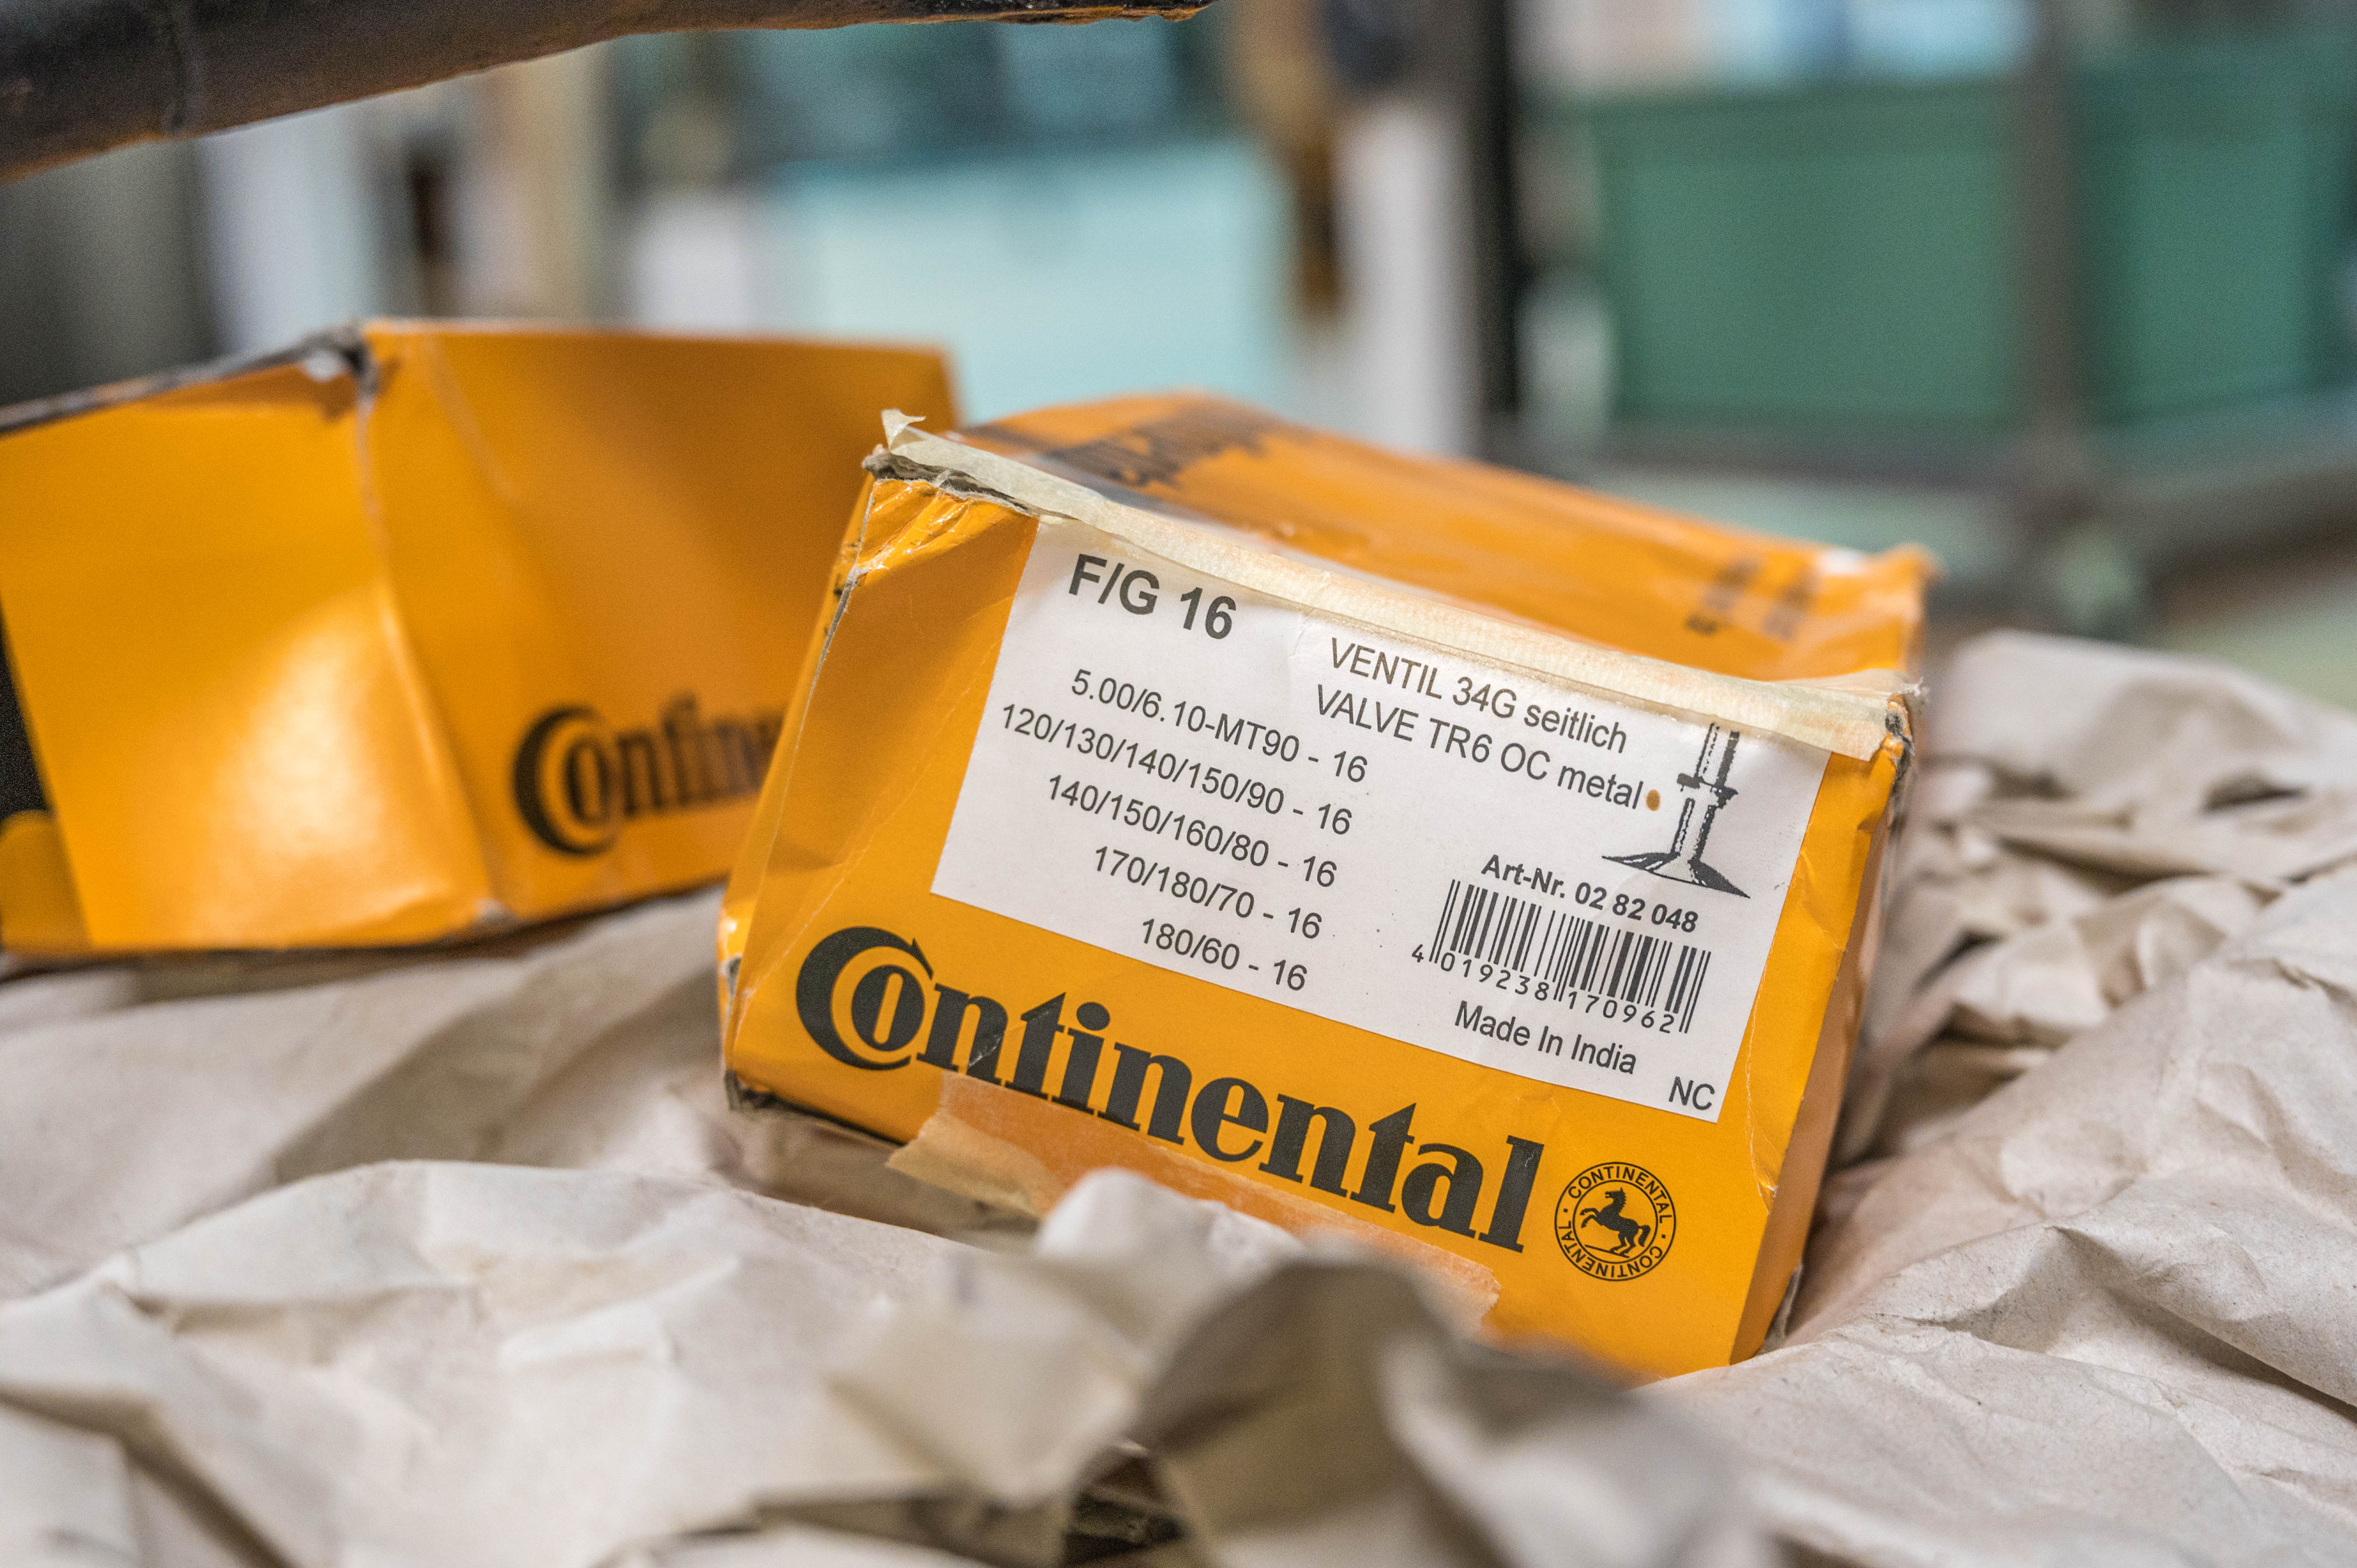 F/G 16
5.00/6.10-MT90 - 16
120/130/140/150/90 - 16
140/150/160/80 - 16
170/180/70 - 16
180/60 - 16
VENTIL 34G seitlich
VALVE TR6 OC metal
Art-Nr. 02 82 048
4 019238 170962
Made In India
NC
Continental
CONTINENTAL · CONTINENTAL ·